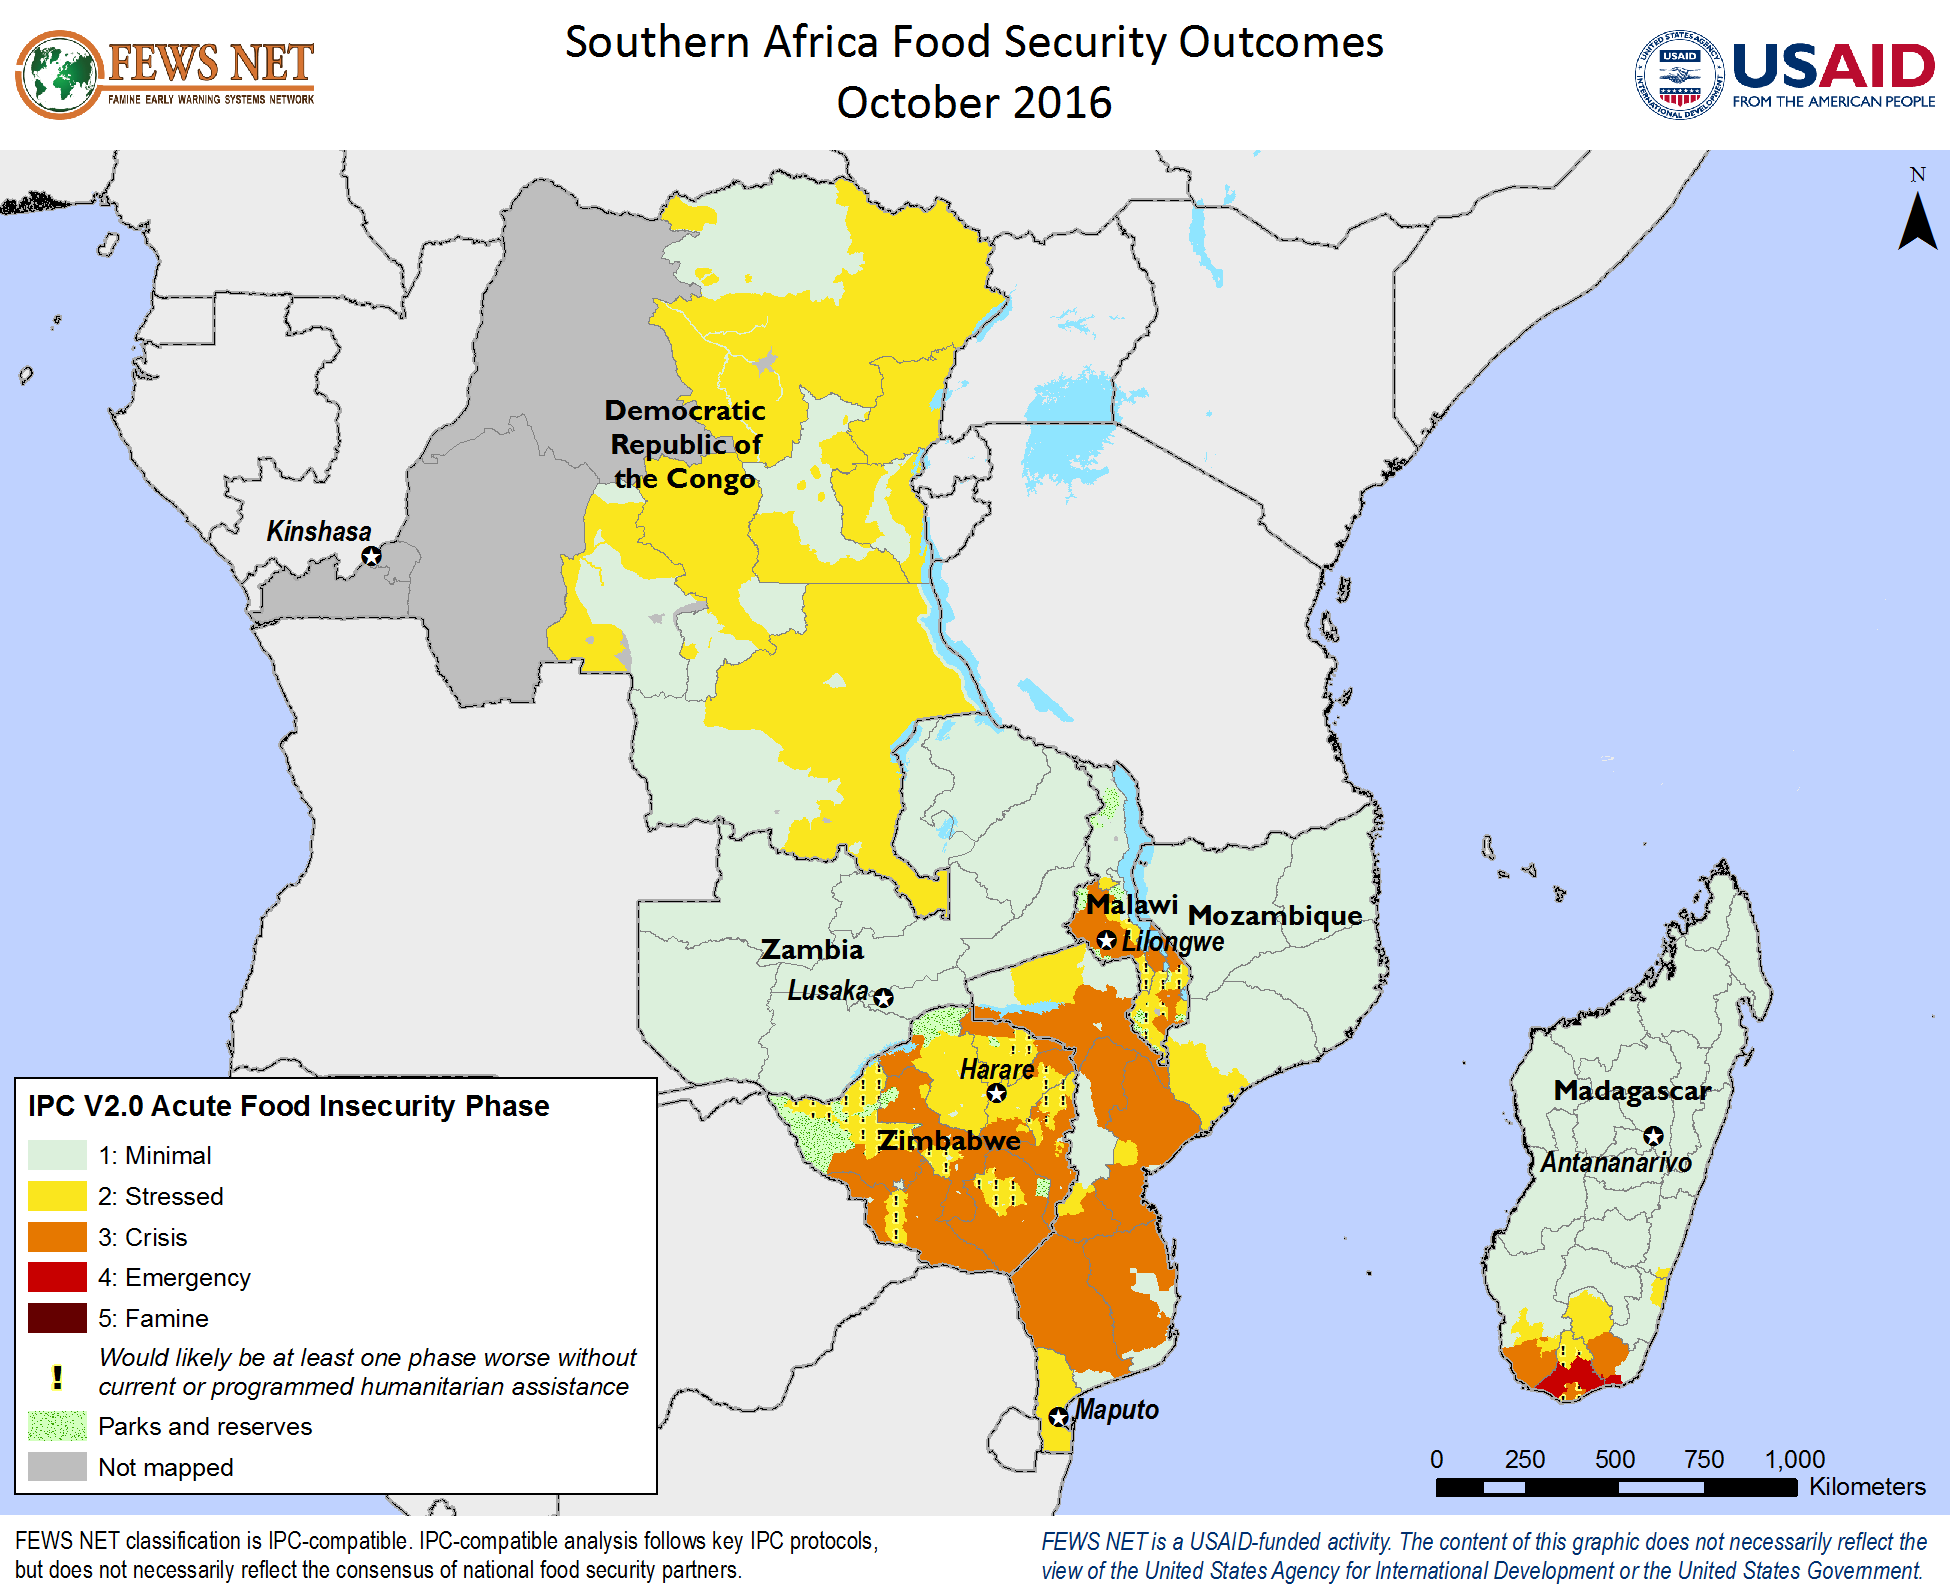 FEWS NET
FAMINE EARLY WARNING SYSTEMS NETWORK
Southern Africa Food Security Outcomes
October 2016
UNITED STATES AGENCY
USAID
INTERNATIONAL DEVELOPMENT
USAID
FROM THE AMERICAN PEOPLE
N
Democratic
Republic of
the Congo
Kinshasa
Malawi
Mozambique
Lilongwe
Zambia
Lusaka
Harare
Zimbabwe
Madagascar
Antananarivo
Maputo
IPC V2.0 Acute Food Insecurity Phase
1: Minimal
2: Stressed
3: Crisis
4: Emergency
5: Famine
! Would likely be at least one phase worse without
current or programmed humanitarian assistance
Parks and reserves
Not mapped
0 250 500 750 1,000
Kilometers
FEWS NET classification is IPC-compatible. IPC-compatible analysis follows key IPC protocols,
but does not necessarily reflect the consensus of national food security partners.
FEWS NET is a USAID-funded activity. The content of this graphic does not necessarily reflect the
view of the United States Agency for International Development or the United States Government.